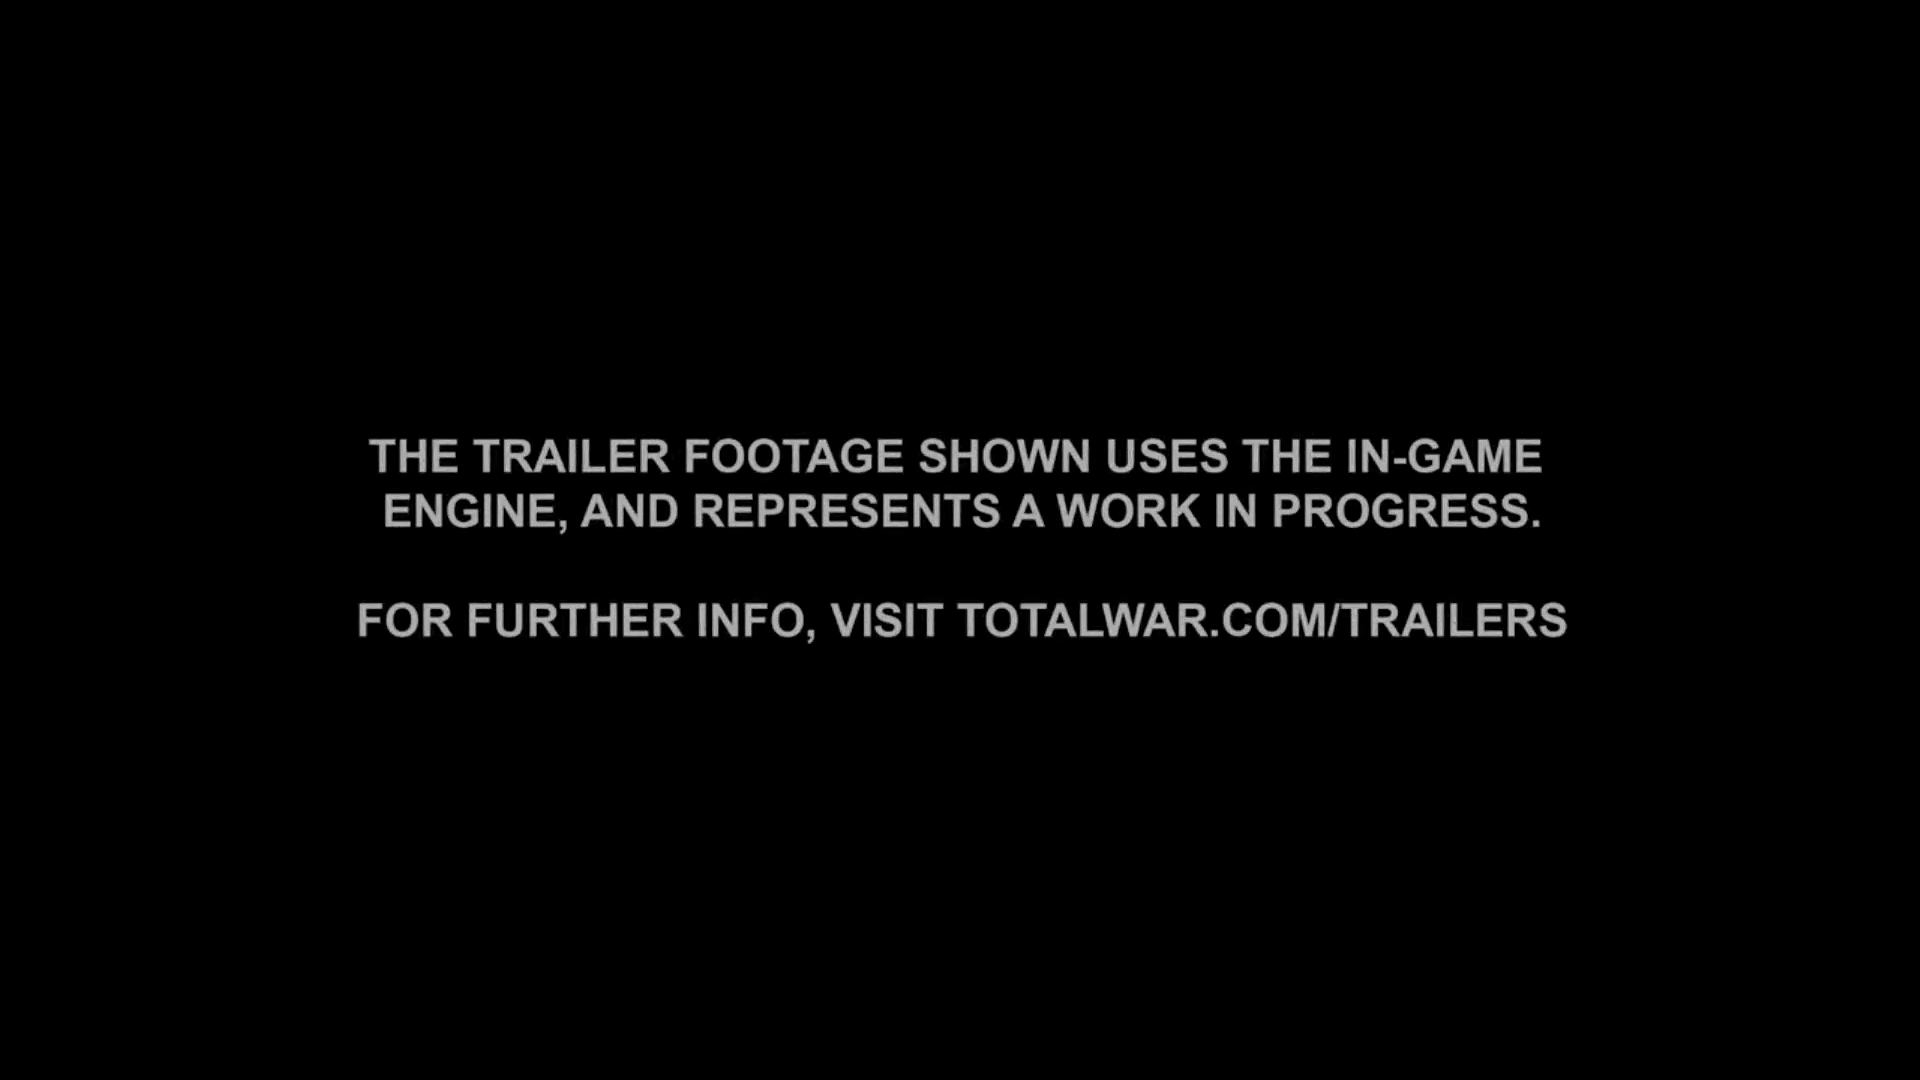 THE TRAILER FOOTAGE SHOWN USES THE IN-GAME
ENGINE, AND REPRESENTS A WORK IN PROGRESS.
FOR FURTHER INFO, VISIT TOTALWAR.COM/TRAILERS